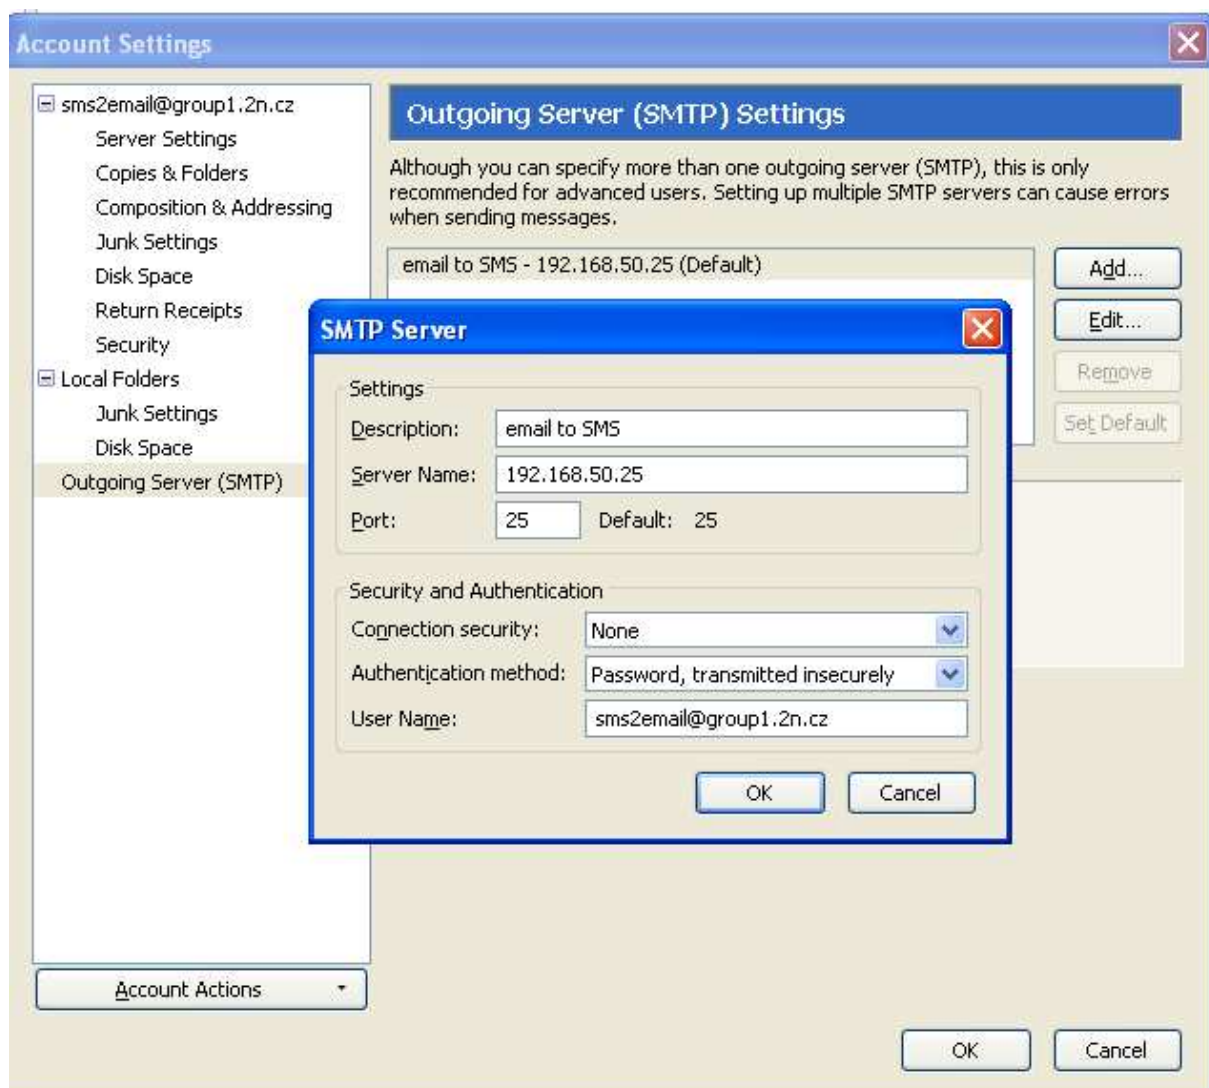 Account Settings
sms2email@group1.2n.cz
Server Settings
Copies & Folders
Composition & Addressing
Junk Settings
Disk Space
Return Receipts
Security
Local Folders
Junk Settings
Disk Space
Outgoing Server (SMTP)
Account Actions
Outgoing Server (SMTP) Settings
Although you can specify more than one outgoing server (SMTP), this is only
recommended for advanced users. Setting up multiple SMTP servers can cause errors
when sending messages.
email to SMS - 192.168.50.25 (Default)
Add...
Edit...
Remove
Set Default
SMTP Server
Settings
Description: email to SMS
Server Name: 192.168.50.25
Port: 25 Default: 25
Security and Authentication
Connection security: None
Authentication method: Password, transmitted insecurely
User Name: sms2email@group1.2n.cz
OK Cancel
OK Cancel